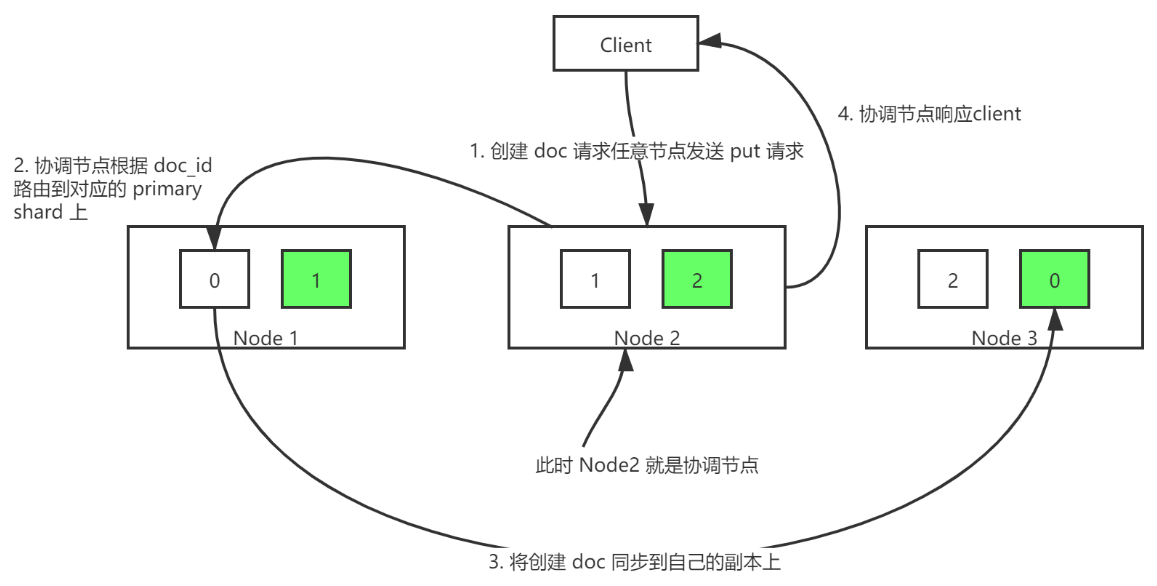 Client
4. 协调节点响应client
1. 创建 doc 请求任意节点发送 put 请求
2. 协调节点根据 doc_id
路由到对应的 primary
shard 上
0
1
Node 1
1
2
Node 2
2
0
Node 3
此时 Node2 就是协调节点
3. 将创建 doc 同步到自己的副本上